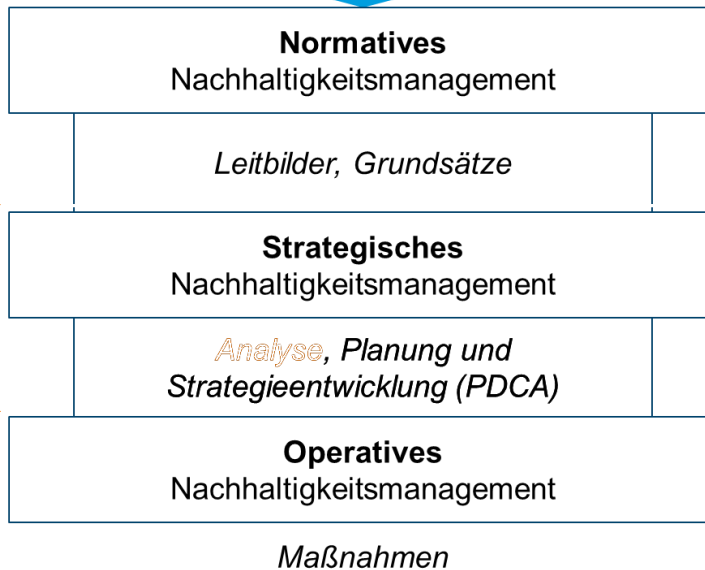 Normatives
Nachhaltigkeitsmanagement
Leitbilder, Grundsätze
Strategisches
Nachhaltigkeitsmanagement
Analyse, Planung und
Strategieentwicklung (PDCA)
Operatives
Nachhaltigkeitsmanagement
Maßnahmen